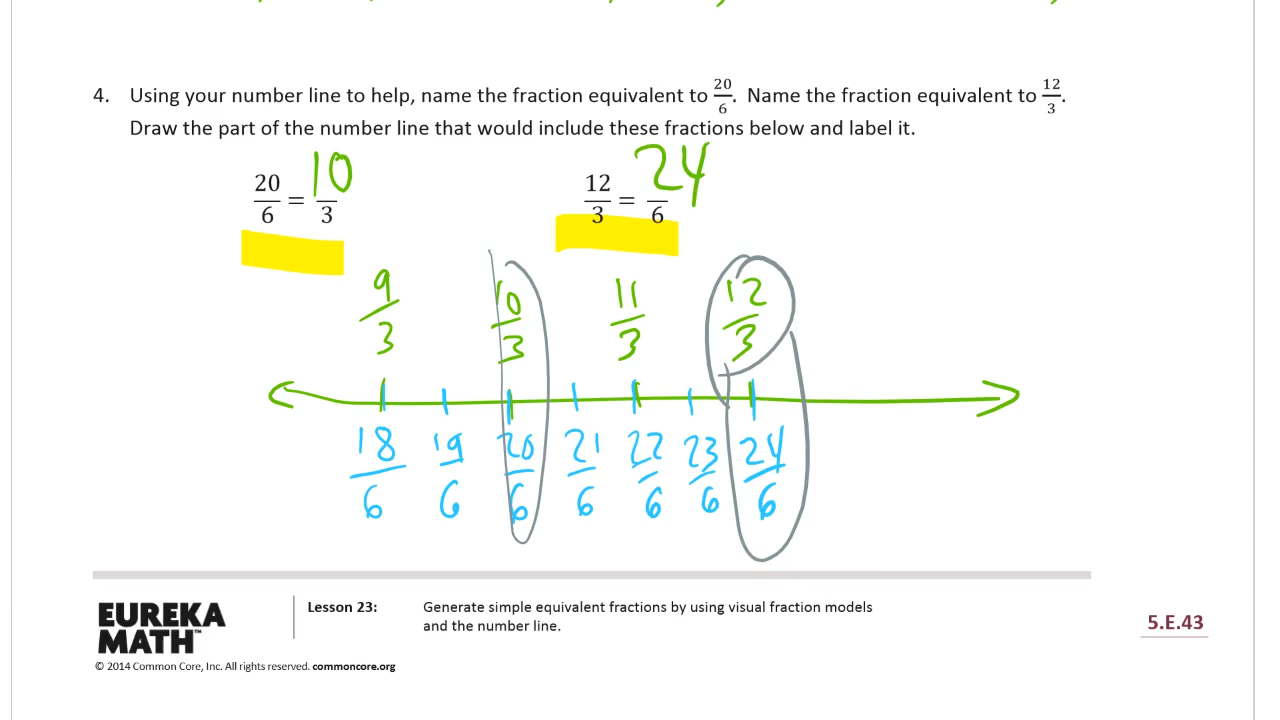 4. Using your number line to help, name the fraction equivalent to 20/6. Name the fraction equivalent to 12/3.
Draw the part of the number line that would include these fractions below and label it.
20/6 = 10/3 12/3 = 24/6
9/3 10/3 11/3 12/3
18/6 19/6 20/6 21/6 22/6 23/6 24/6
EUREKA MATH™
Lesson 23: Generate simple equivalent fractions by using visual fraction models
and the number line.
5.E.43
© 2014 Common Core, Inc. All rights reserved. commoncore.org